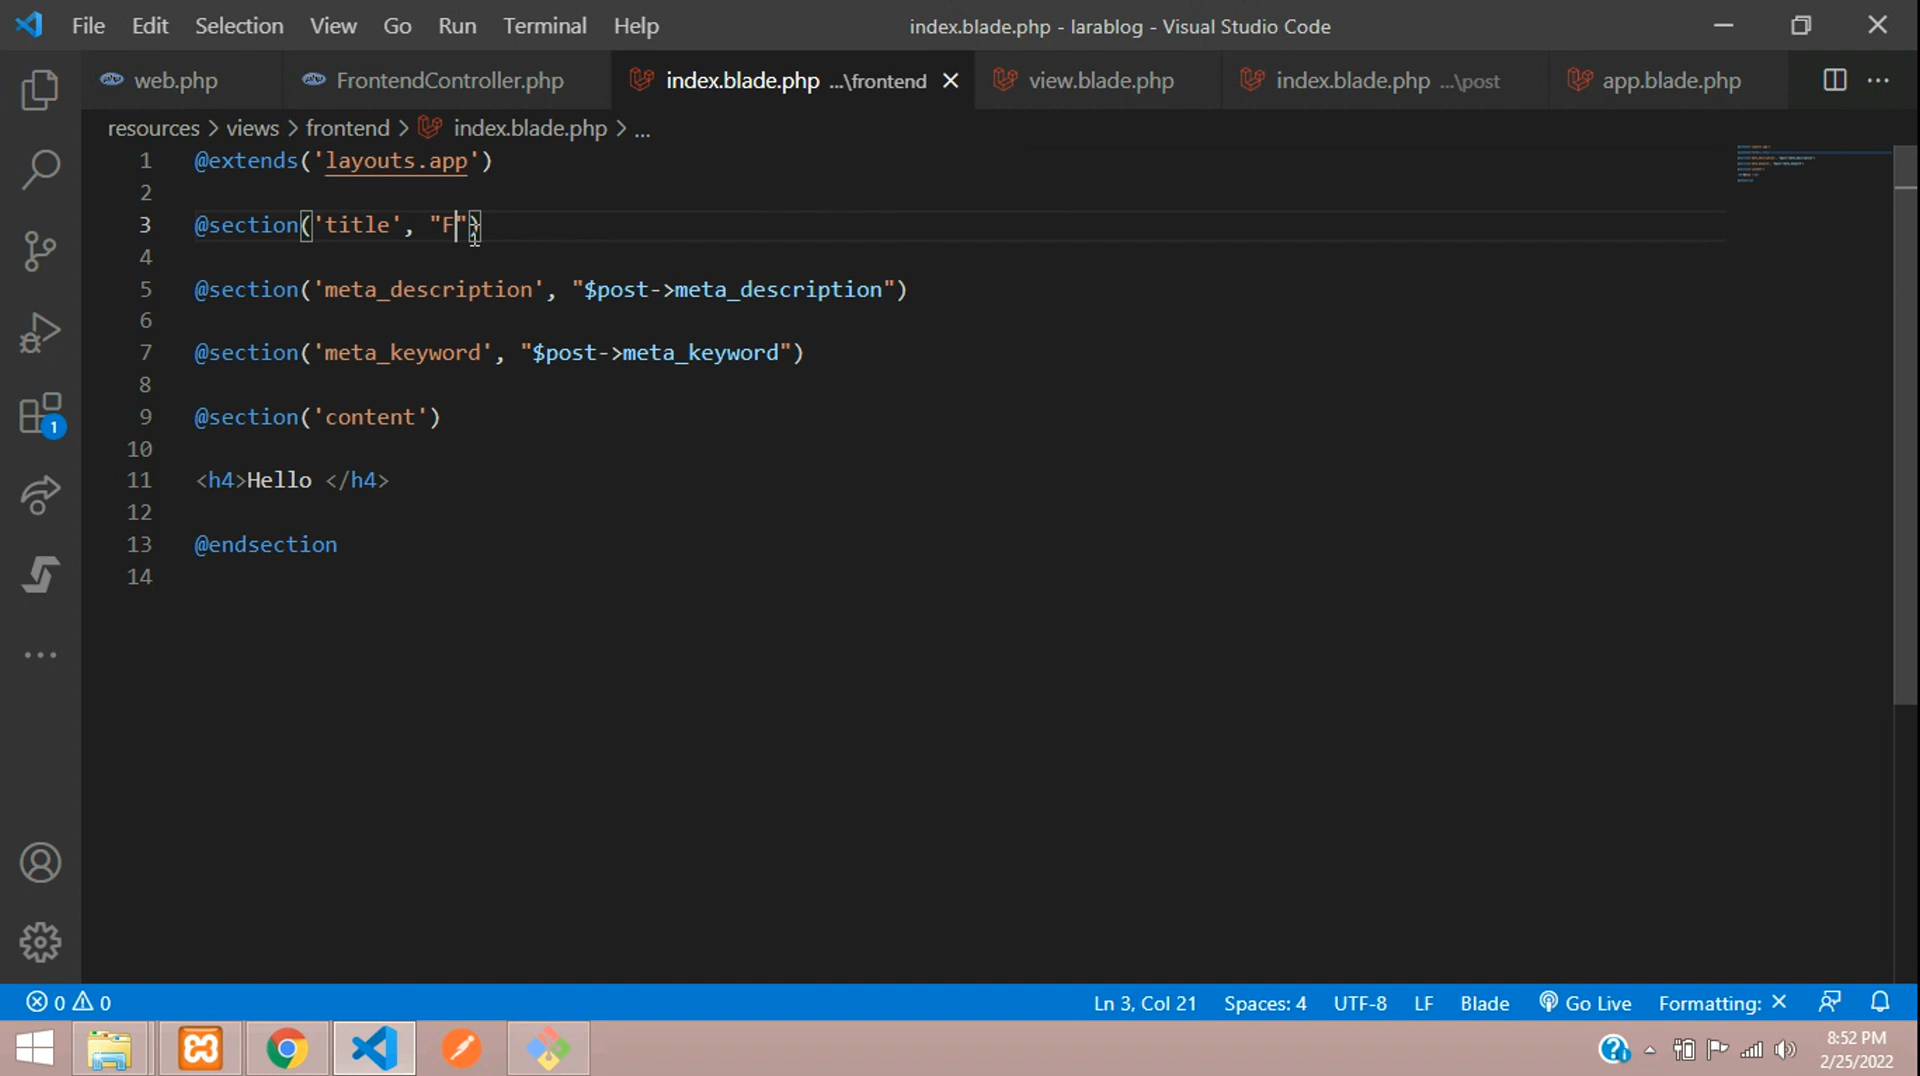 File Edit Selection View Go Run Terminal Help index.blade.php - larablog - Visual Studio Code
web.php FrontendController.php index.blade.php ...\frontend view.blade.php index.blade.php ...\post app.blade.php
resources > views > frontend > index.blade.php > ...
1 @extends('layouts.app')
2
3 @section('title', "F")
4
5 @section('meta_description', "$post->meta_description")
6
7 @section('meta_keyword', "$post->meta_keyword")
8
9 @section('content')
10
11 <h4>Hello </h4>
12
13 @endsection
14
1
0 0 Ln 3, Col 21 Spaces: 4 UTF-8 LF Blade Go Live Formatting: ×
8:52 PM
2/25/2022